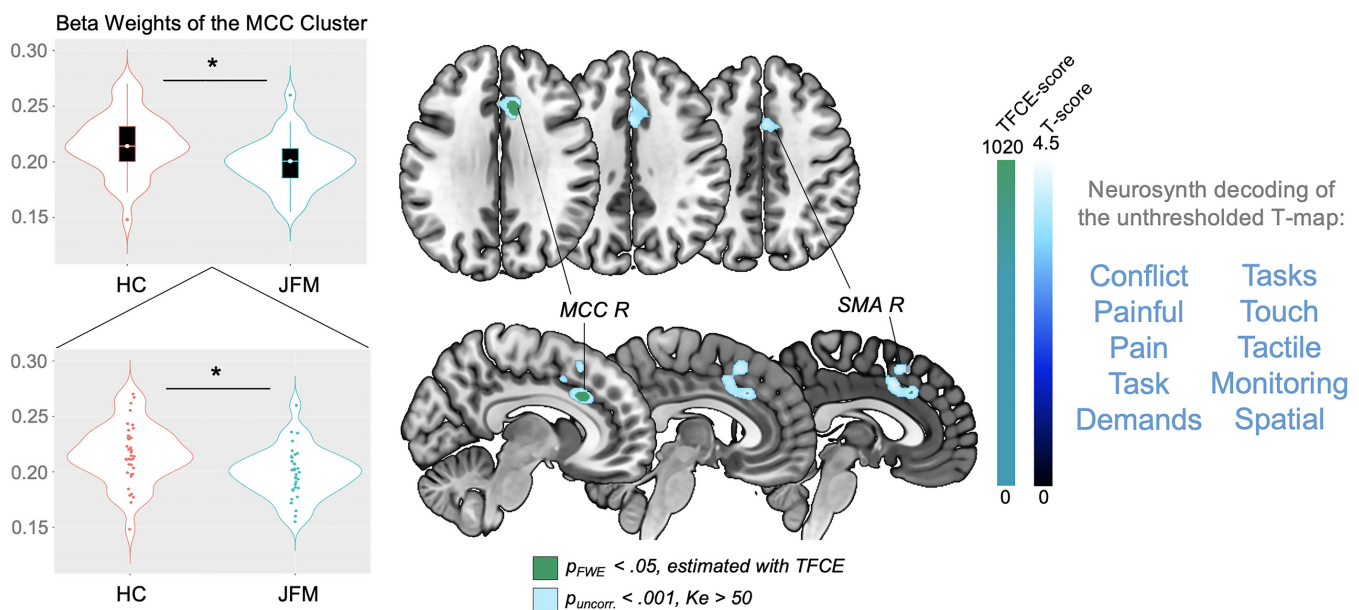 Beta Weights of the MCC Cluster
0.30
0.25
0.20
0.15
*
HC
JFM
0.30
0.25
0.20
0.15
*
HC
JFM
MCC R
SMA R
TFCE-score
T-score
1020
4.5
0
0
Neurosynth decoding of
the unthresholded T-map:
Conflict Tasks
Painful Touch
Pain Tactile
Task Monitoring
Demands Spatial
pFWE < .05, estimated with TFCE
puncorr. < .001, Ke > 50